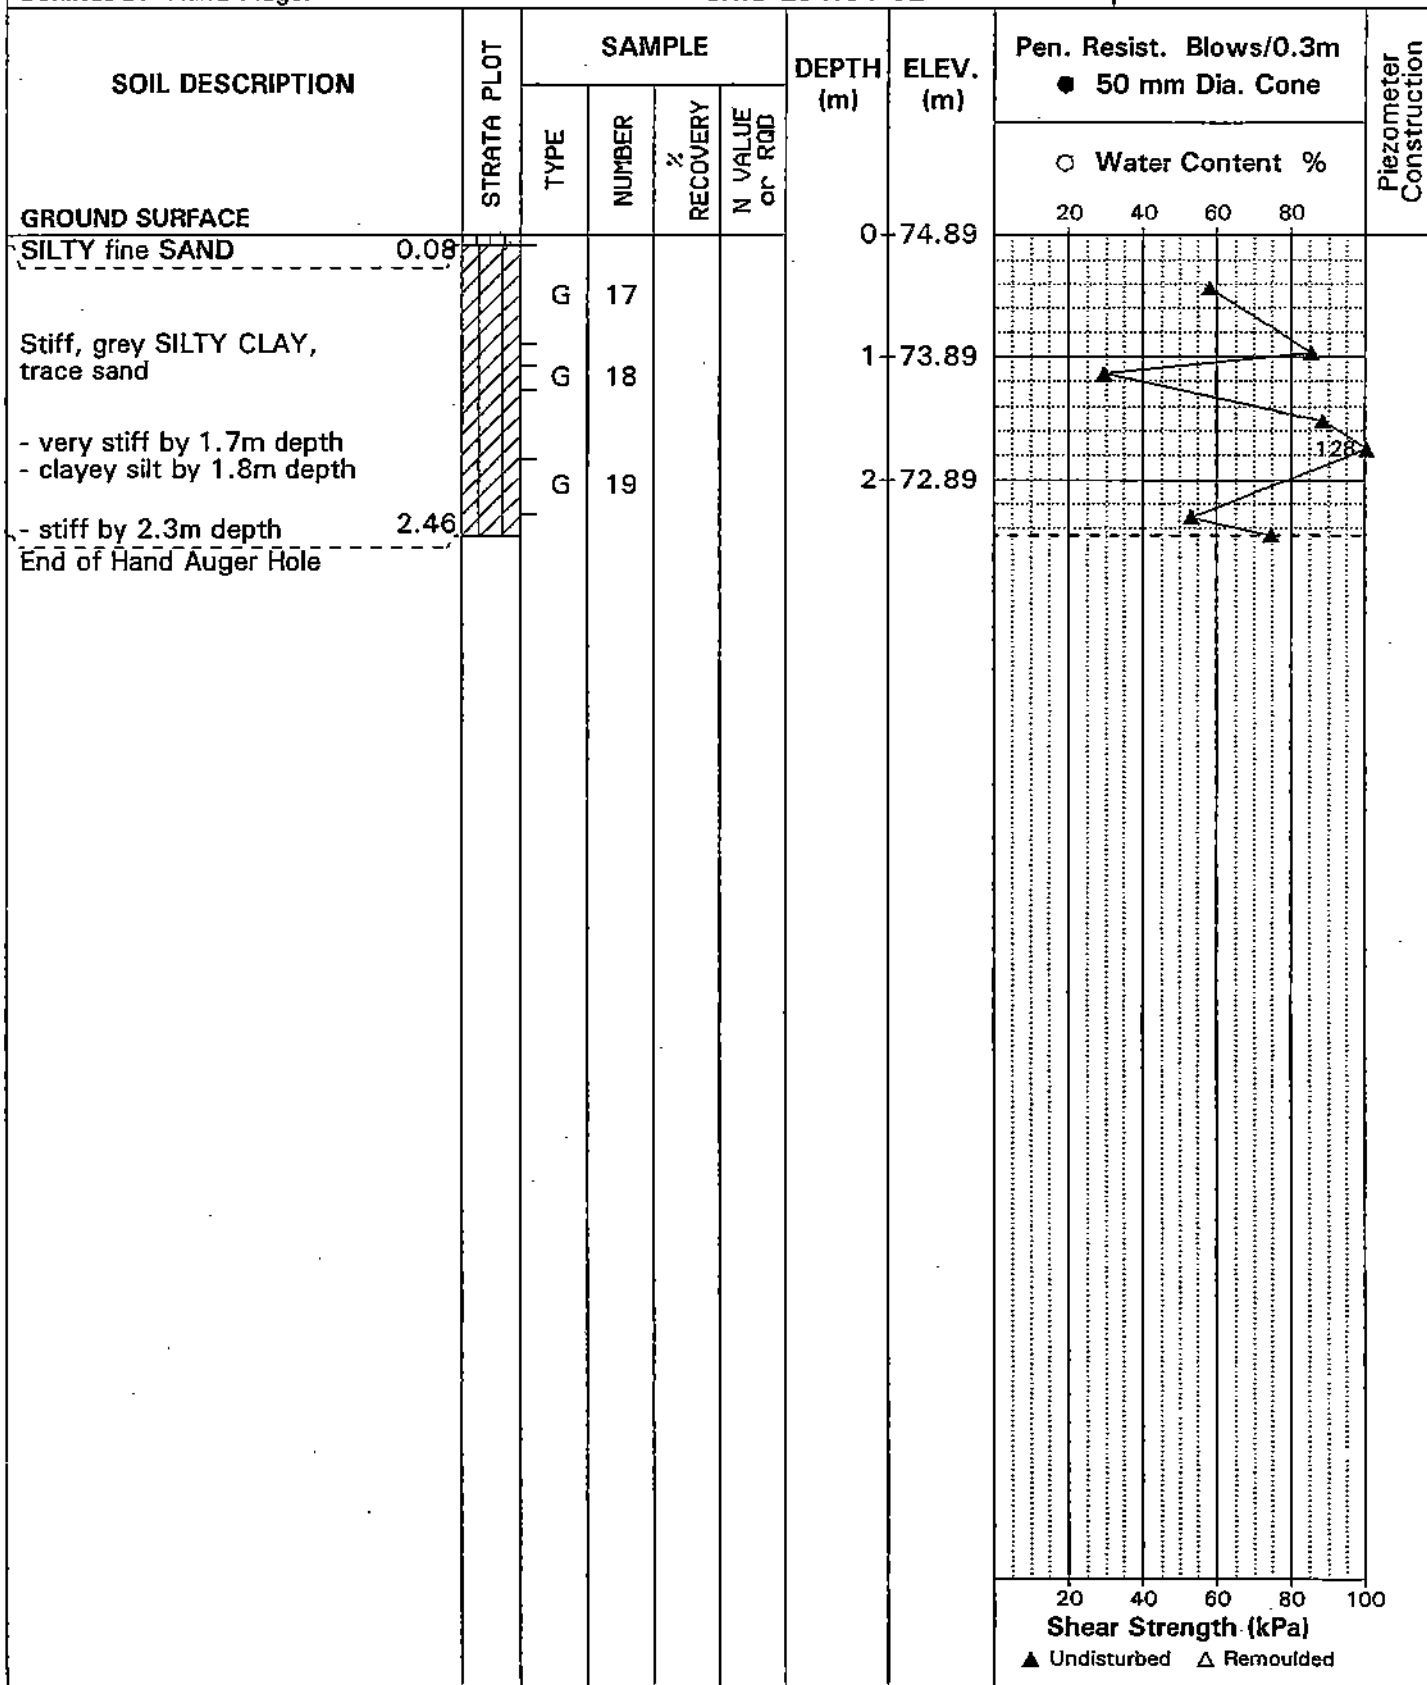 SOIL DESCRIPTION
STRATA PLOT
SAMPLE
TYPE
NUMBER
% RECOVERY
N VALUE or RQD
DEPTH (m)
ELEV. (m)
Pen. Resist. Blows/0.3m
● 50 mm Dia. Cone
○ Water Content %
20 40 60 80
Piezometer Construction
GROUND SURFACE
0 74.89
SILTY fine SAND 0.08
G 17
Stiff, grey SILTY CLAY,
trace sand
1 73.89
G 18
- very stiff by 1.7m depth
- clayey silt by 1.8m depth
128
G 19
2 72.89
- stiff by 2.3m depth 2.46
End of Hand Auger Hole
20 40 60 80 100
Shear Strength (kPa)
▲ Undisturbed △ Remoulded